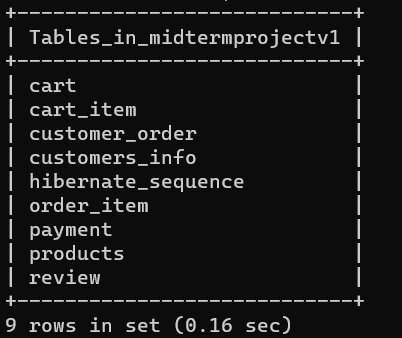 +---------------------------+
| Tables_in_midtermprojectv1 |
+---------------------------+
| cart                      |
| cart_item                 |
| customer_order            |
| customers_info            |
| hibernate_sequence        |
| order_item                |
| payment                   |
| products                  |
| review                    |
+---------------------------+
9 rows in set (0.16 sec)